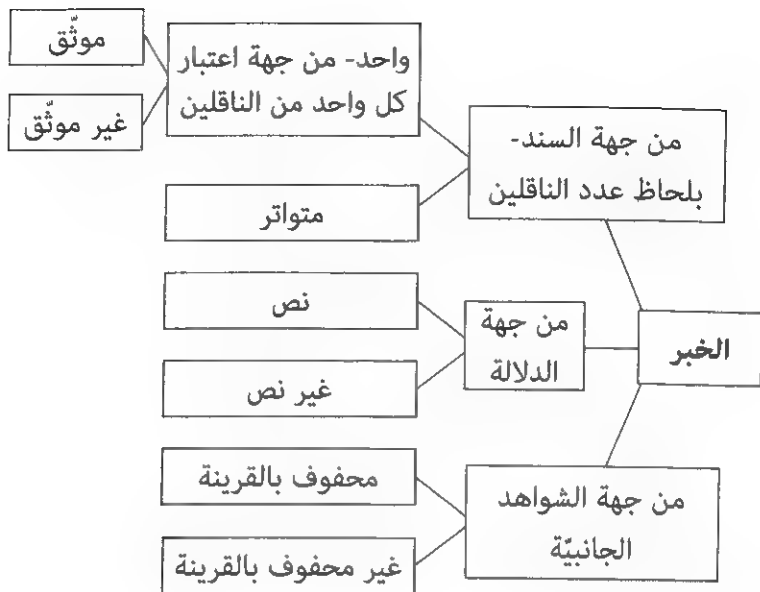 الخبر
من جهة السند-
بلحاظ عدد الناقلين
واحد- من جهة اعتبار
كل واحد من الناقلين
موثّق
غير موثّق
متواتر
من جهة
الدلالة
نص
غير نص
من جهة الشواهد
الجانبيّة
محفوف بالقرينة
غير محفوف بالقرينة